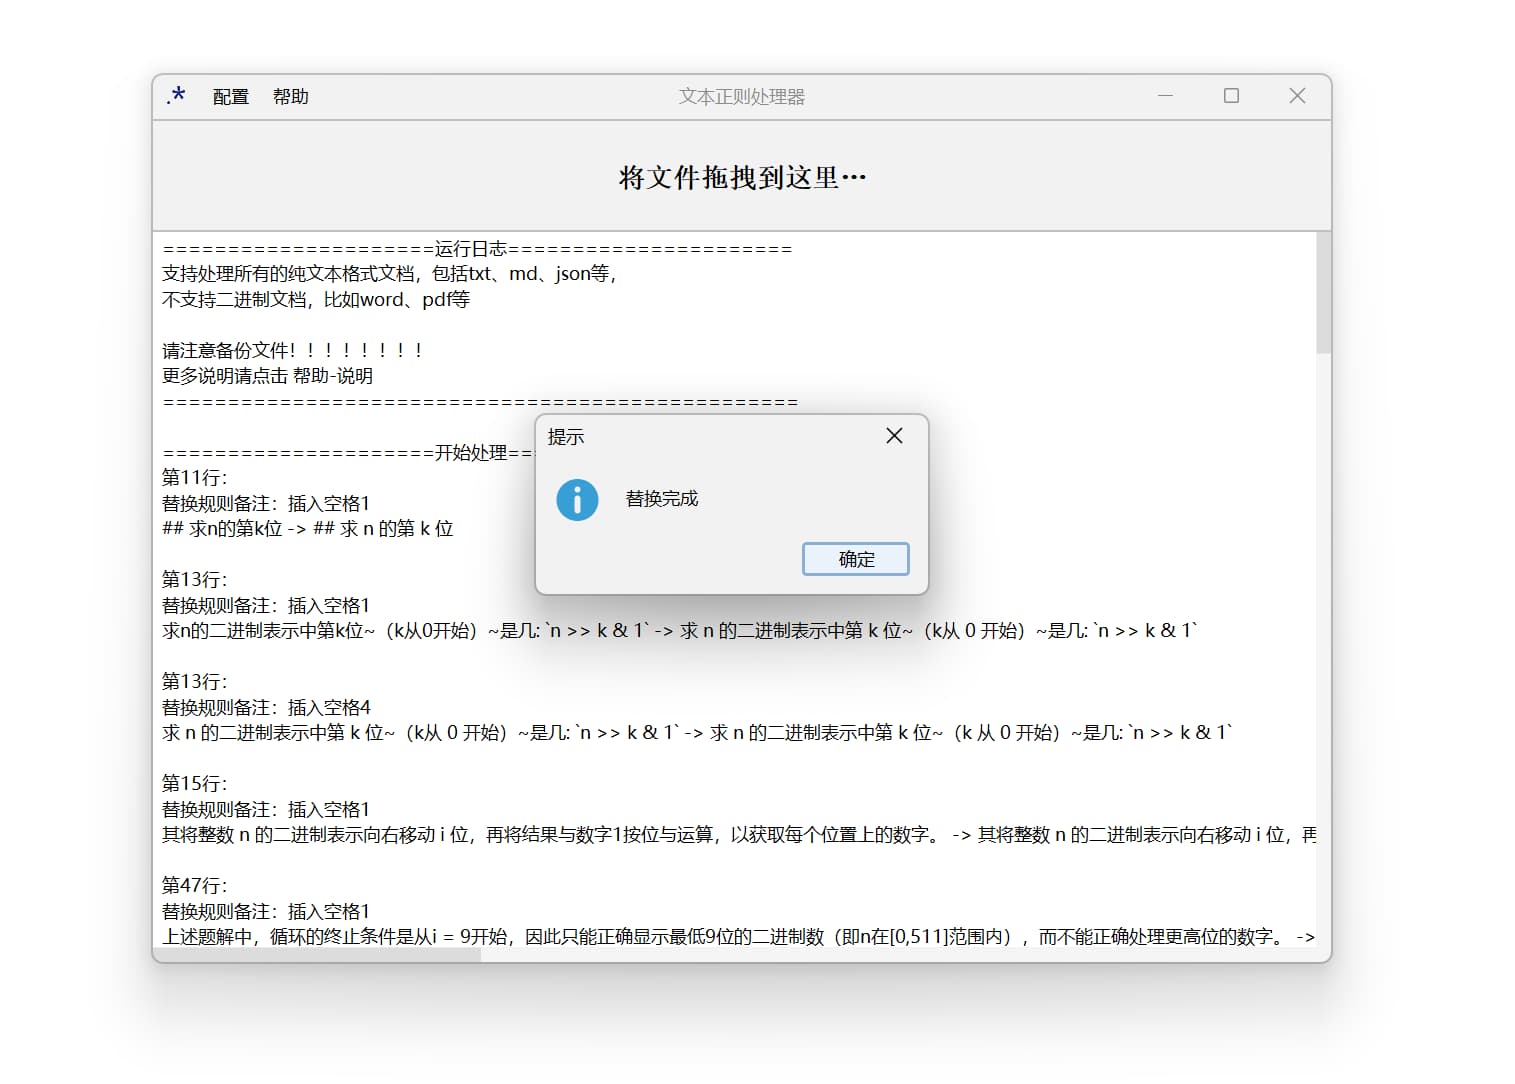 .* 配置 帮助 文本正则处理器
将文件拖拽到这里…
=====================运行日志======================
支持处理所有的纯文本格式文档，包括txt、md、json等，
不支持二进制文档，比如word、pdf等
请注意备份文件！！！！！！！！
更多说明请点击 帮助-说明
=================================================
=====================开始处理==
第11行：
替换规则备注：插入空格1
## 求n的第k位 -> ## 求 n 的第 k 位
第13行：
替换规则备注：插入空格1
求n的二进制表示中第k位~（k从0开始）~是几: `n >> k & 1` -> 求 n 的二进制表示中第 k 位~（k从 0 开始）~是几: `n >> k & 1`
第13行：
替换规则备注：插入空格4
求 n 的二进制表示中第 k 位~（k从 0 开始）~是几: `n >> k & 1` -> 求 n 的二进制表示中第 k 位~（k 从 0 开始）~是几: `n >> k & 1`
第15行：
替换规则备注：插入空格1
其将整数 n 的二进制表示向右移动 i 位，再将结果与数字1按位与运算，以获取每个位置上的数字。 -> 其将整数 n 的二进制表示向右移动 i 位，再
第47行：
替换规则备注：插入空格1
上述题解中，循环的终止条件是从i = 9开始，因此只能正确显示最低9位的二进制数（即n在[0,511]范围内），而不能正确处理更高位的数字。 ->
提示
替换完成
确定